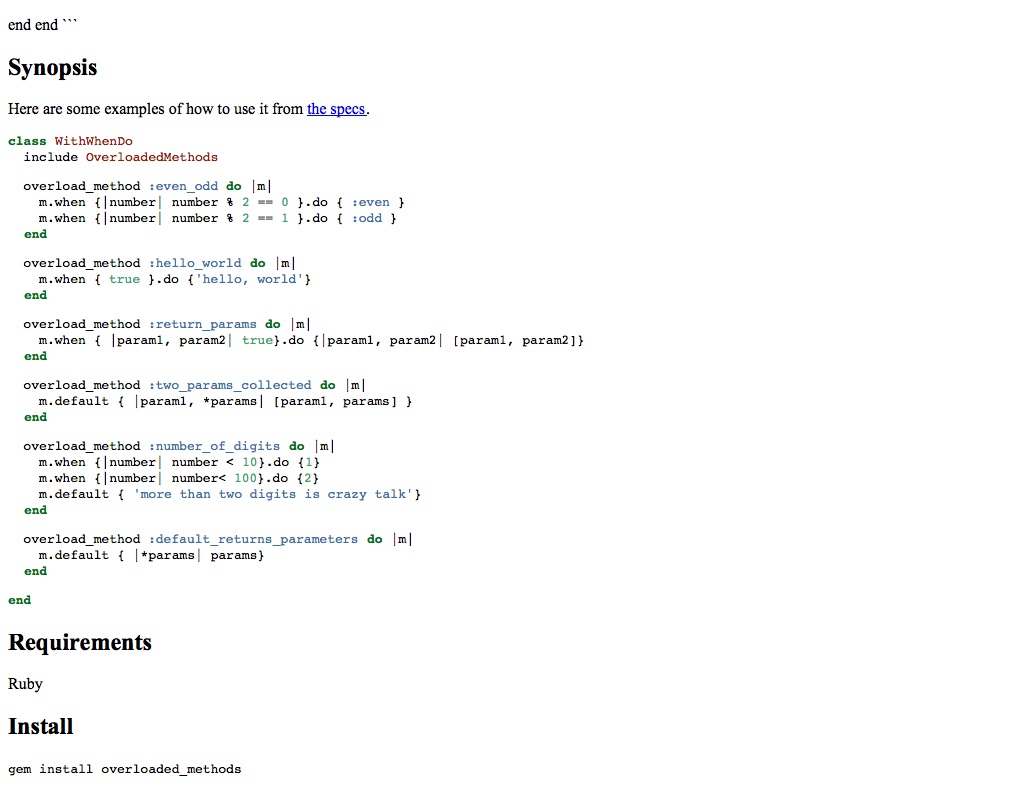 end end ```
Synopsis
Here are some examples of how to use it from the specs.
class WithWhenDo
  include OverloadedMethods
  overload_method :even_odd do |m|
    m.when {|number| number % 2 == 0 }.do { :even }
    m.when {|number| number % 2 == 1 }.do { :odd }
  end
  overload_method :hello_world do |m|
    m.when { true }.do {'hello, world'}
  end
  overload_method :return_params do |m|
    m.when { |param1, param2| true}.do {|param1, param2| [param1, param2]}
  end
  overload_method :two_params_collected do |m|
    m.default { |param1, *params| [param1, params] }
  end
  overload_method :number_of_digits do |m|
    m.when {|number| number < 10}.do {1}
    m.when {|number| number< 100}.do {2}
    m.default { 'more than two digits is crazy talk'}
  end
  overload_method :default_returns_parameters do |m|
    m.default { |*params| params}
  end
end
Requirements
Ruby
Install
gem install overloaded_methods